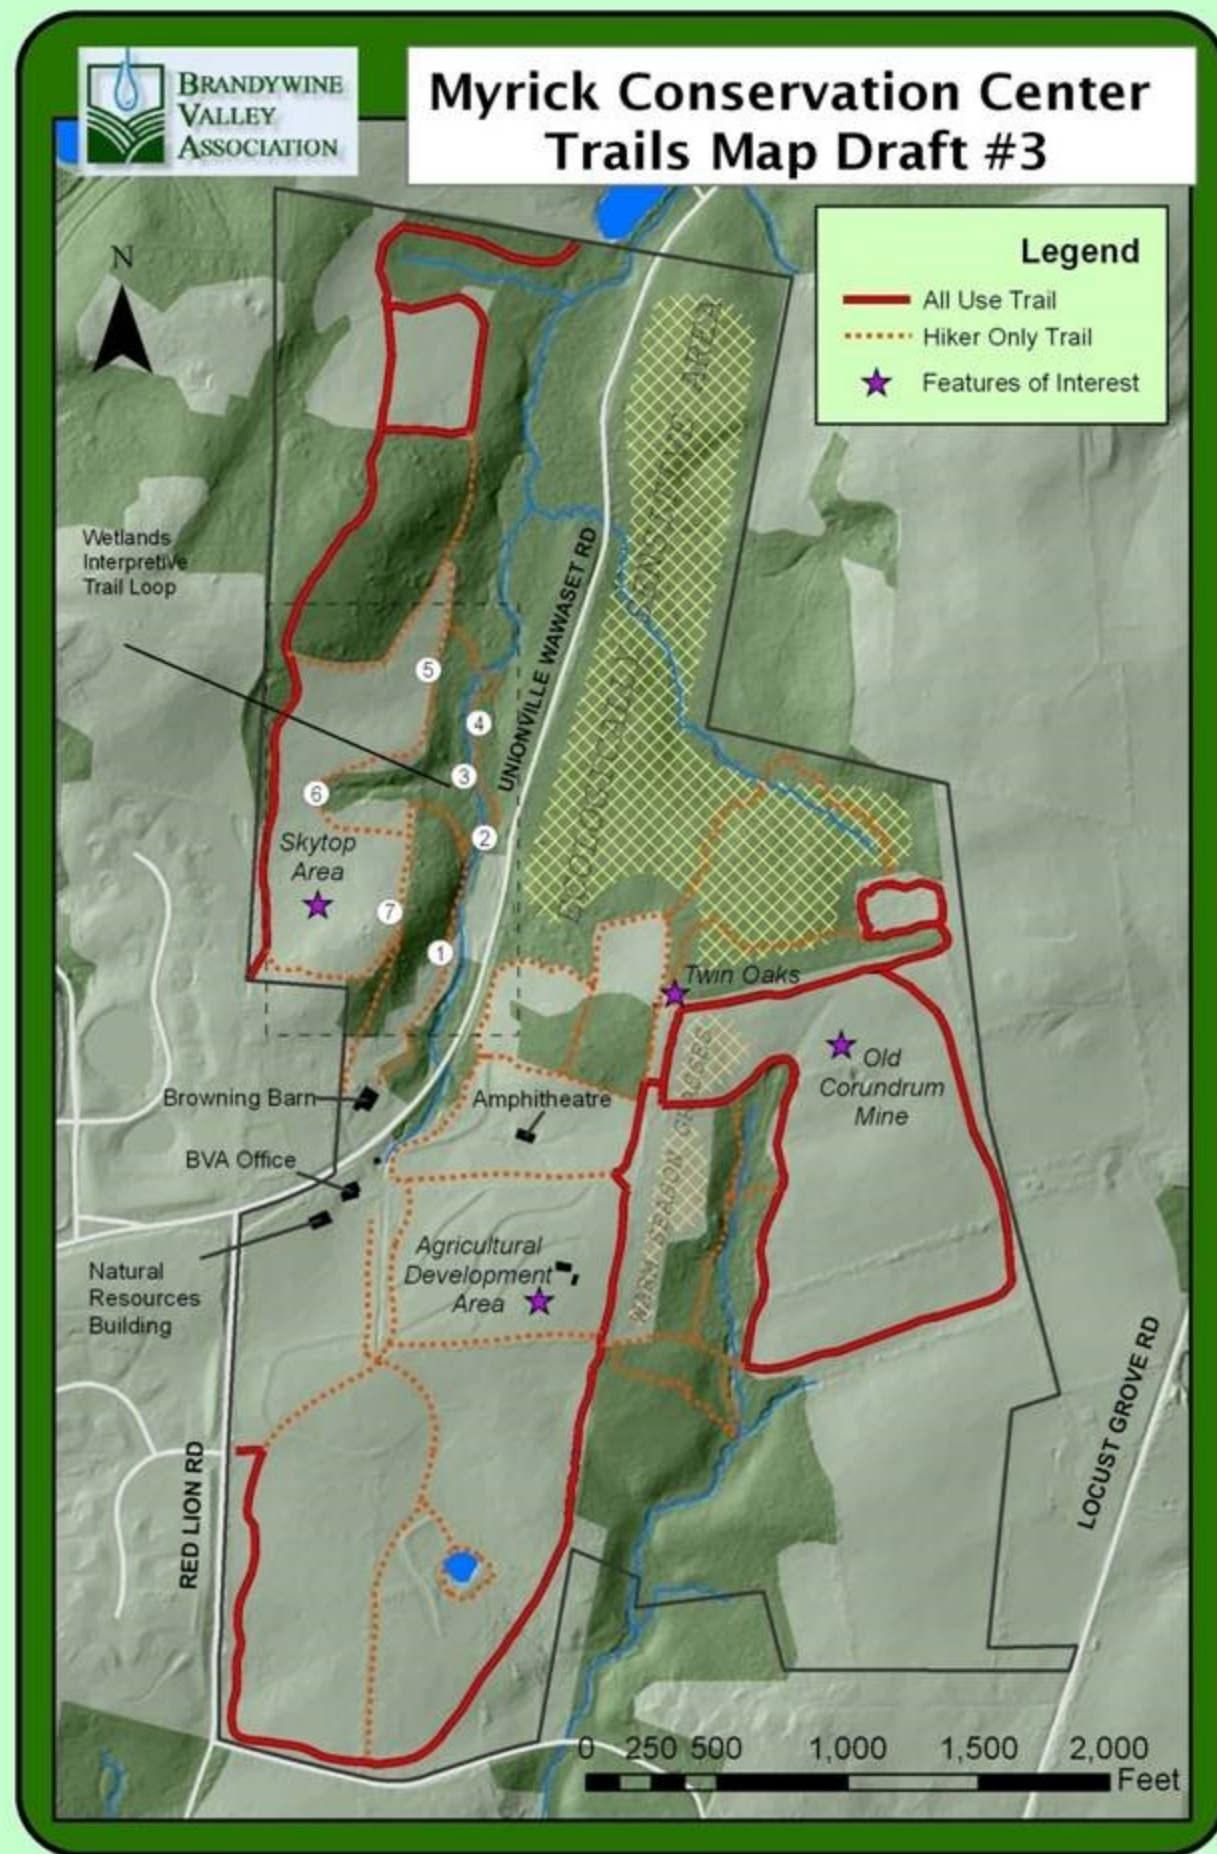 BRANDYWINE
VALLEY
ASSOCIATION
Myrick Conservation Center
Trails Map Draft #3
N
Legend
All Use Trail
Hiker Only Trail
Features of Interest
ECOLOGICALLY SENSITIVE AREA
Wetlands
Interpretive
Trail Loop
UNIONVILLE WAWASET RD
5
4
3
6
2
Skytop
Area
7
1
Twin Oaks
Old
Corundrum
Mine
Browning Barn
Amphitheatre
WARM SEASON GRASSES
BVA Office
Agricultural
Development
Area
Natural
Resources
Building
RED LION RD
LOCUST GROVE RD
0 250 500 1,000 1,500 2,000
Feet